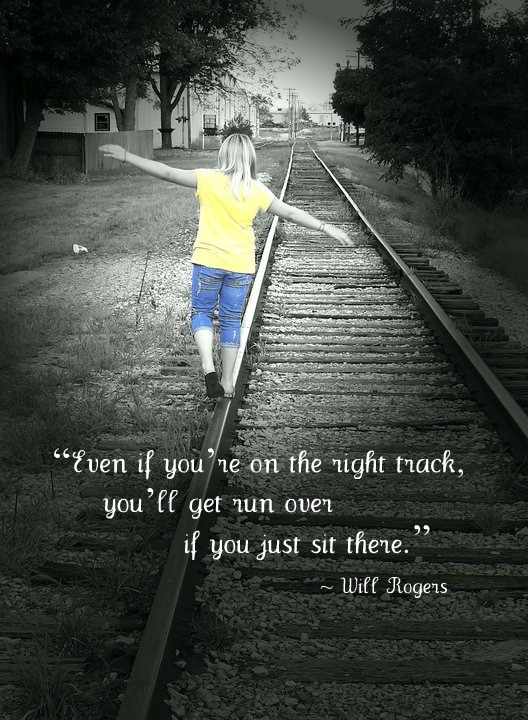 “Even if you're on the right track,
you'll get run over
if you just sit there.”
~ Will Rogers